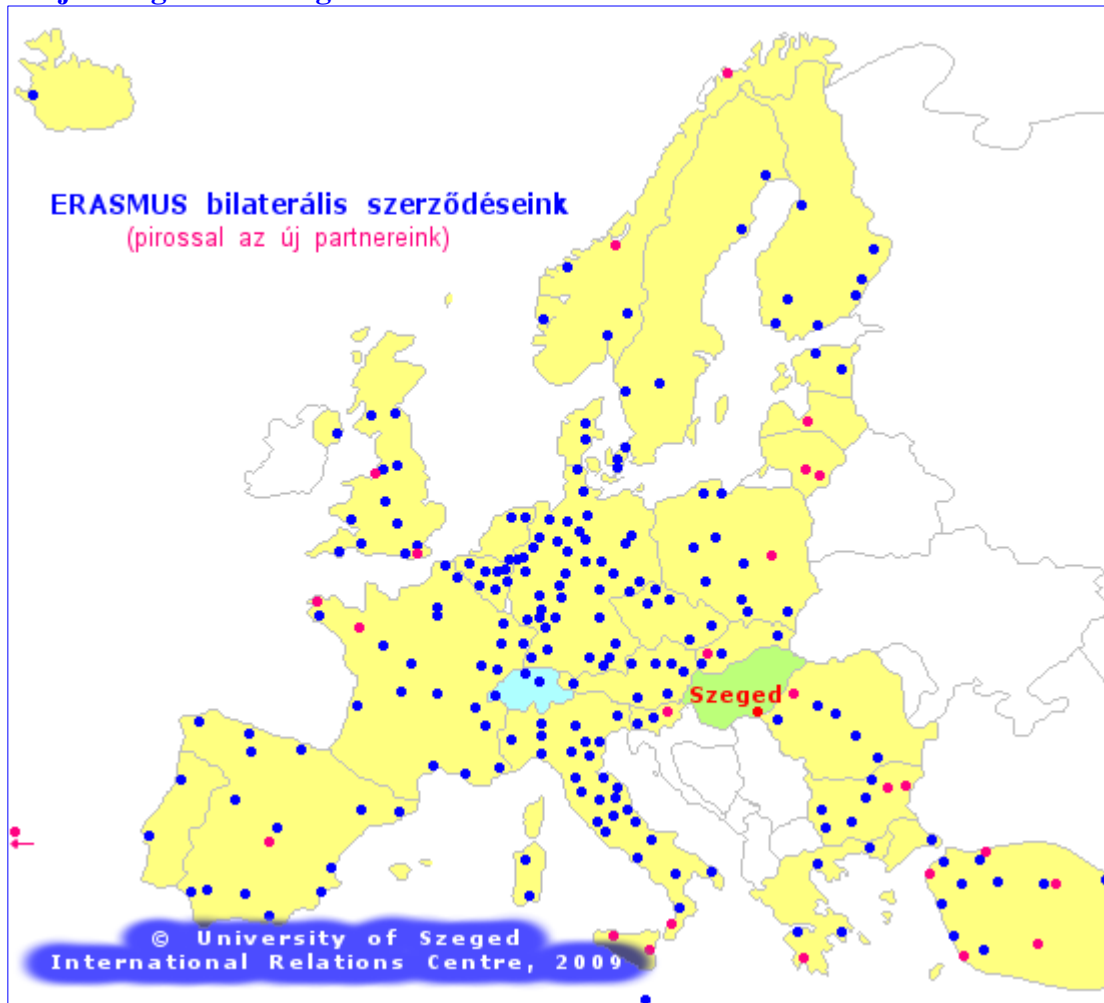 ERASMUS bilaterális szerződéseink
(pirossal az új partnereink)
Szeged
© University of Szeged
International Relations Centre, 2009